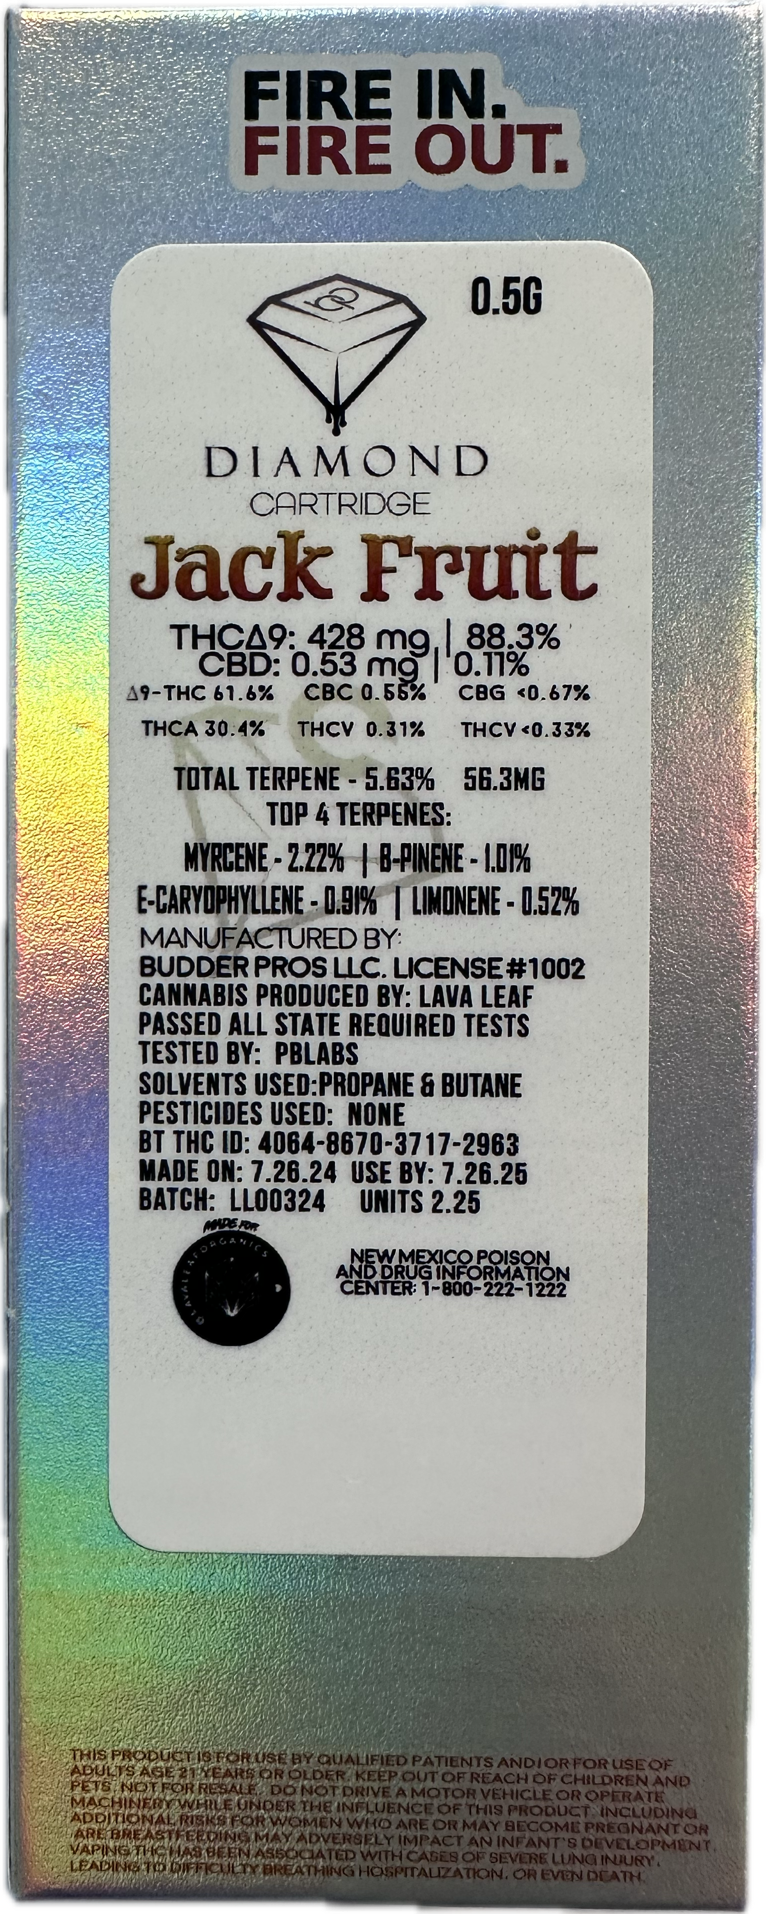 FIRE IN.
FIRE OUT.
0.5G
DIAMOND
CARTRIDGE
Jack Fruit
THCΔ9: 428 mg | 88.3%
CBD: 0.53 mg | 0.11%
Δ9-THC 61.6% CBC 0.55% CBG <0.67%
THCA 30.4% THCV 0.31% THCV <0.33%
TOTAL TERPENE - 5.63% 56.3MG
TOP 4 TERPENES:
MYRCENE - 2.22% | B-PINENE - 1.01%
E-CARYOPHYLLENE - 0.91% | LIMONENE - 0.52%
MANUFACTURED BY:
BUDDER PROS LLC. LICENSE#1002
CANNABIS PRODUCED BY: LAVA LEAF
PASSED ALL STATE REQUIRED TESTS
TESTED BY: PBLABS
SOLVENTS USED:PROPANE & BUTANE
PESTICIDES USED: NONE
BT THC ID: 4064-8670-3717-2963
MADE ON: 7.26.24 USE BY: 7.26.25
BATCH: LL00324 UNITS 2.25
MADE FOR
@LAVALEAFORGANICS
NEW MEXICO POISON
AND DRUG INFORMATION
CENTER: 1-800-222-1222
THIS PRODUCT IS FOR USE BY QUALIFIED PATIENTS AND/OR FOR USE OF
ADULTS AGE 21 YEARS OR OLDER. KEEP OUT OF REACH OF CHILDREN AND
PETS. NOT FOR RESALE. DO NOT DRIVE A MOTOR VEHICLE OR OPERATE
MACHINERY WHILE UNDER THE INFLUENCE OF THIS PRODUCT. INCLUDING
ADDITIONAL RISKS FOR WOMEN WHO ARE OR MAY BECOME PREGNANT OR
ARE BREASTFEEDING MAY ADVERSELY IMPACT AN INFANT'S DEVELOPMENT.
VAPING THC HAS BEEN ASSOCIATED WITH CASES OF SEVERE LUNG INJURY,
LEADING TO DIFFICULTY BREATHING HOSPITALIZATION, OR EVEN DEATH.